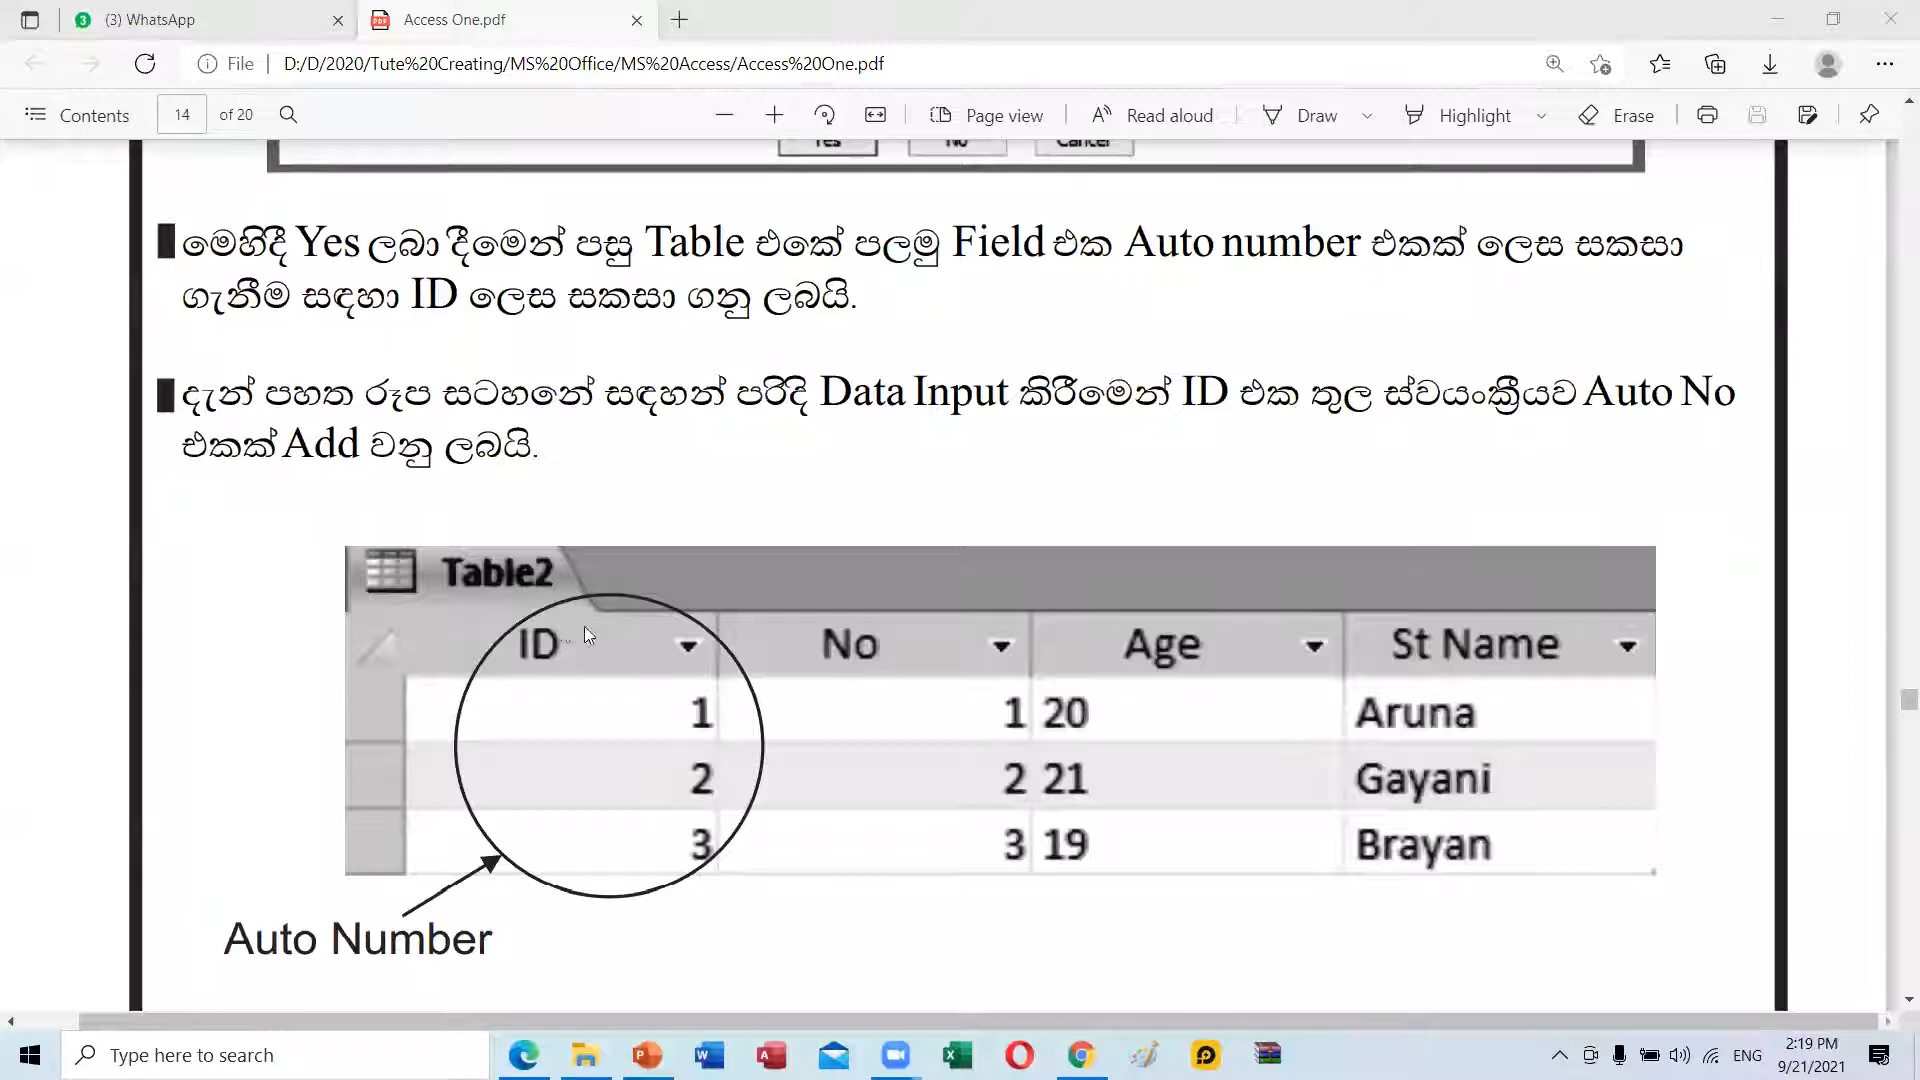 (3) WhatsApp
Access One.pdf
File
D:/D/2020/Tute%20Creating/MS%20Office/MS%20Access/Access%20One.pdf
Contents
14 of 20
Page view
Read aloud
Draw
Highlight
Erase
Yes No Cancel
මෙහිදී Yes ලබා දීමෙන් පසු Table එකේ පලමු Field එක Auto number එකක් ලෙස සකසා
ගැනීම සඳහා ID ලෙස සකසා ගනු ලබයි.
දැන් පහත රූප සටහනේ සඳහන් පරිදි Data Input කිරීමෙන් ID එක තුල ස්වයංක්‍රීයව Auto No
එකක් Add වනු ලබයි.
Table2
ID No Age St Name
1 1 20 Aruna
2 2 21 Gayani
3 3 19 Brayan
Auto Number
Type here to search
ENG
2:19 PM
9/21/2021